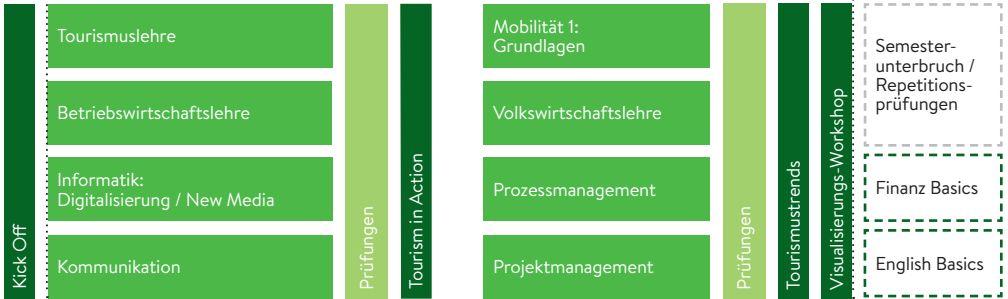 Kick Off
Tourismuslehre
Betriebswirtschaftslehre
Informatik:
Digitalisierung / New Media
Kommunikation
Prüfungen
Tourism in Action
Mobilität 1:
Grundlagen
Volkswirtschaftslehre
Prozessmanagement
Projektmanagement
Prüfungen
Tourismustrends
Visualisierungs-Workshop
Semester-
unterbruch /
Repetitions-
prüfungen
Finanz Basics
English Basics